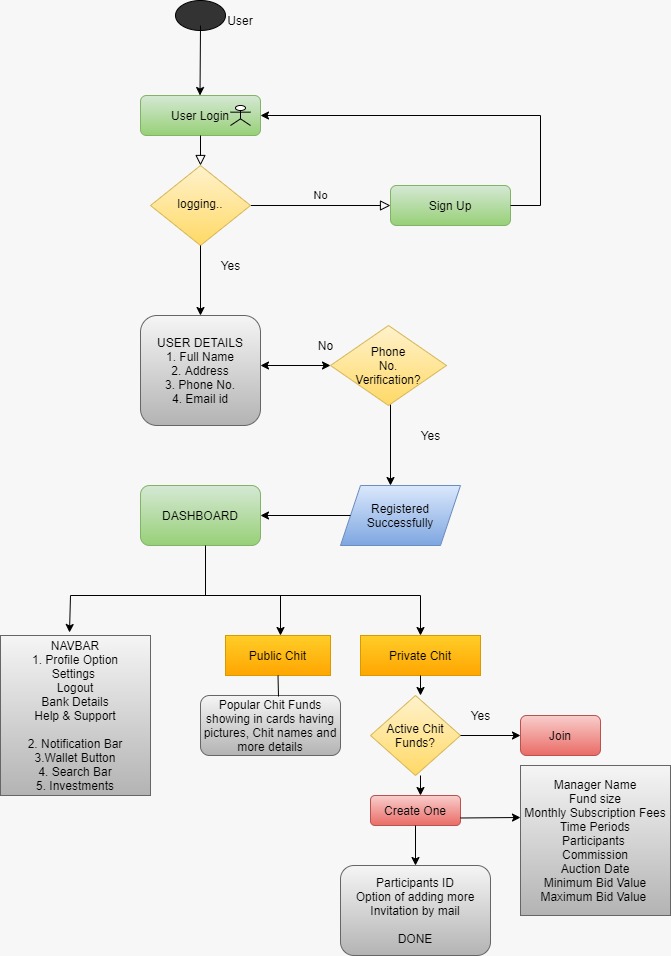 User
User Login
logging..
No
Sign Up
Yes
USER DETAILS
1. Full Name
2. Address
3. Phone No.
4. Email id
No
Phone
No.
Verification?
Yes
Registered
Successfully
DASHBOARD
NAVBAR
1. Profile Option
Settings
Logout
Bank Details
Help & Support
2. Notification Bar
3.Wallet Button
4. Search Bar
5. Investments
Public Chit
Popular Chit Funds
showing in cards having
pictures, Chit names and
more details
Private Chit
Active Chit
Funds?
Yes
Join
Create One
Manager Name
Fund size
Monthly Subscription Fees
Time Periods
Participants
Commission
Auction Date
Minimum Bid Value
Maximum Bid Value
Participants ID
Option of adding more
Invitation by mail
DONE